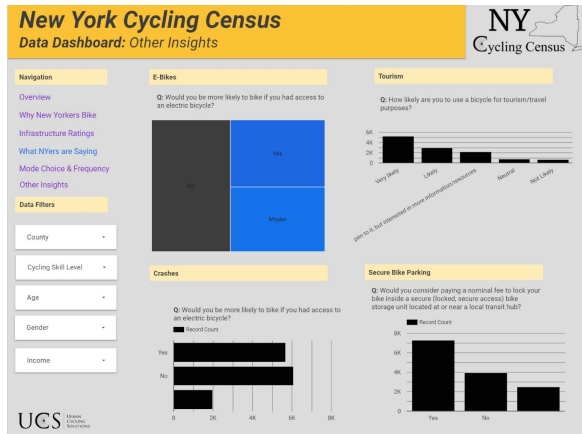 New York Cycling Census
Data Dashboard: Other Insights
NY
Cycling Census
Navigation
Overview
Why New Yorkers Bike
Infrastructure Ratings
What NYers are Saying
Mode Choice & Frequency
Other Insights
Data Filters
County
Cycling Skill Level
Age
Gender
Income
UCS URBAN
CYCLING
SOLUTIONS
E-Bikes
Q: Would you be more likely to bike if you had access to
an electric bicycle?
No
Yes
Maybe
Tourism
Q: How likely are you to use a bicycle for tourism/travel
purposes?
6K
4K
2K
0
Very likely
Likely
pen to it, but interested in more information/resources
Neutral
Not Likely
Crashes
Q: Would you be more likely to bike if you had access to
an electric bicycle?
Record Count
Yes
No
0 2K 4K 6K 8K
Secure Bike Parking
Q: Would you consider paying a nominal fee to lock your
bike inside a secure (locked, secure access) bike
storage unit located at or near a local transit hub?
Record Count
8K
6K
4K
2K
0
Yes No